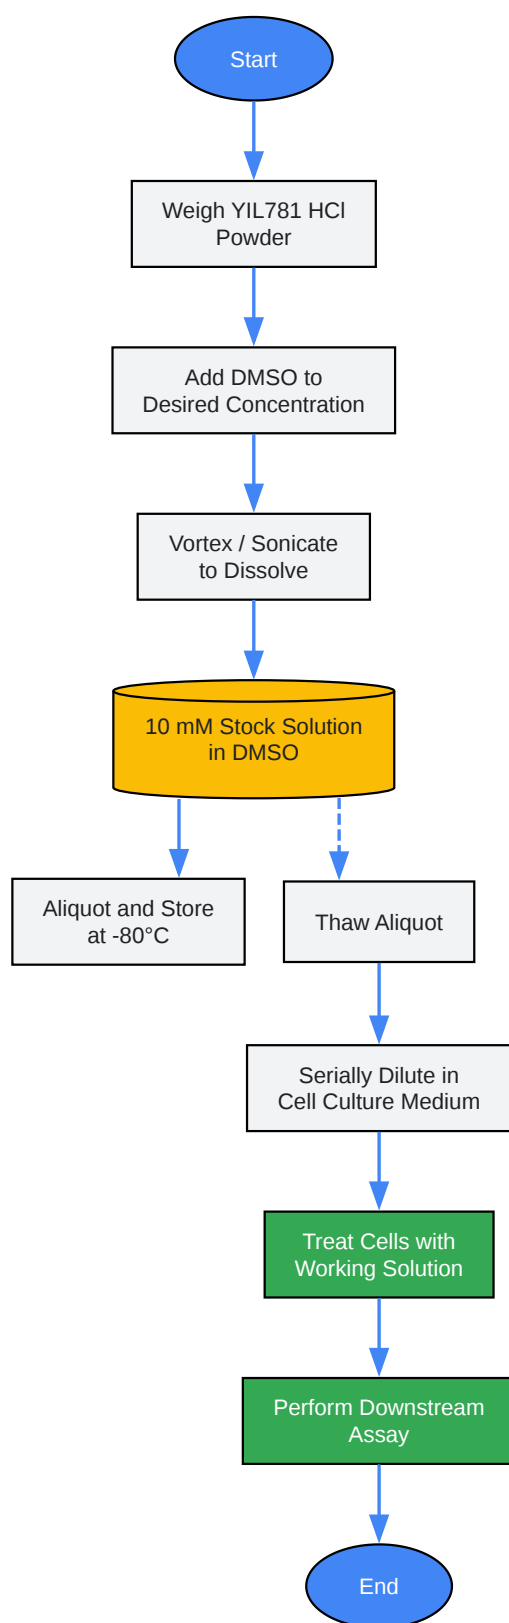 Start
Weigh YIL781 HCl
Powder
Add DMSO to
Desired Concentration
Vortex / Sonicate
to Dissolve
10 mM Stock Solution
in DMSO
Aliquot and Store
at -80°C
Thaw Aliquot
Serially Dilute in
Cell Culture Medium
Treat Cells with
Working Solution
Perform Downstream
Assay
End